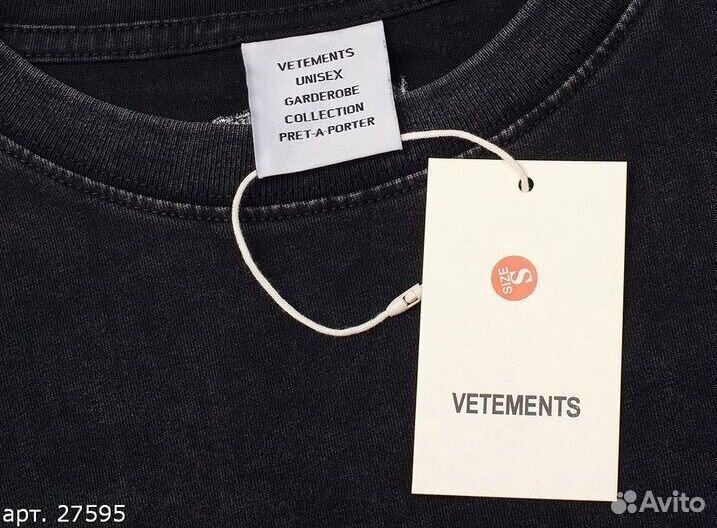 VETEMENTS
UNISEX
GARDEROBE
COLLECTION
PRET-A-PORTER
SIZE
S
VETEMENTS
арт. 27595
Avito